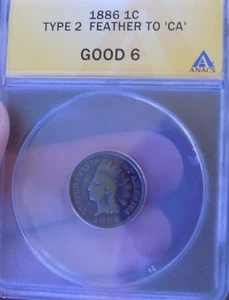 1886 1C
TYPE 2 FEATHER TO 'CA'
GOOD 6
ANACS